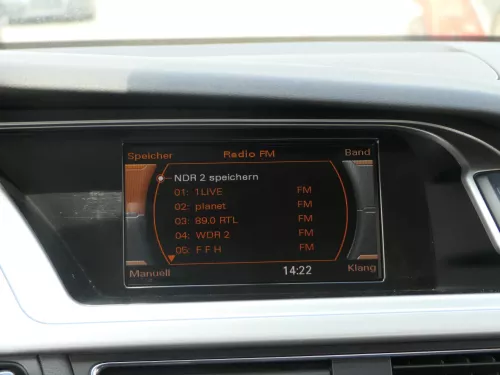 Speicher Radio FM Band
NDR 2 speichern
01: 1LIVE FM
02: planet FM
03: 89.0 RTL FM
04: WDR 2 FM
05: F F H FM
Manuell 14:22 Klang